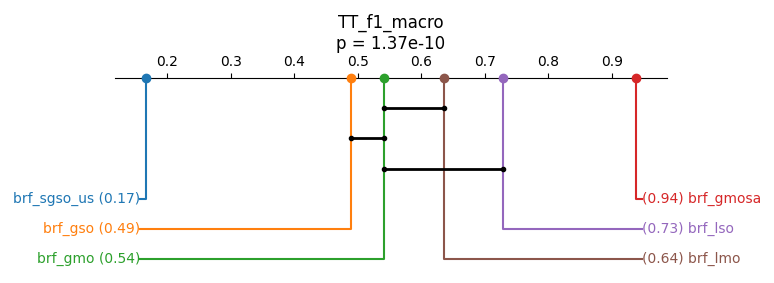 TT_f1_macro
p = 1.37e-10
0.2 0.3 0.4 0.5 0.6 0.7 0.8 0.9
brf_sgso_us (0.17) (0.94) brf_gmosa
brf_gso (0.49) (0.73) brf_lso
brf_gmo (0.54) (0.64) brf_lmo